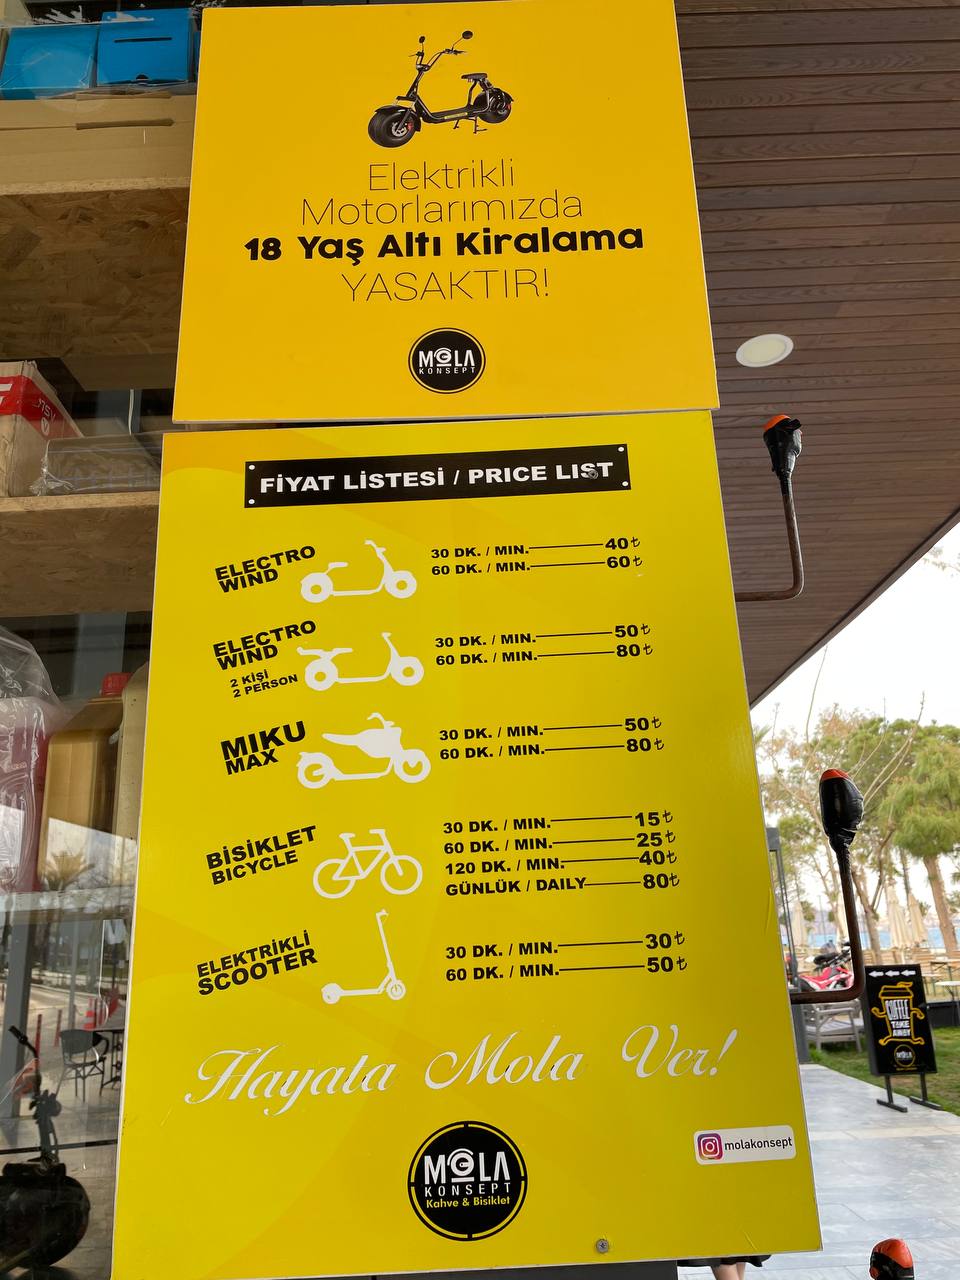 Elektrikli
Motorlarımızda
18 Yaş Altı Kiralama
YASAKTIR!
MOLA
KONSEPT
FİYAT LİSTESİ / PRICE LIST
ELECTRO
WIND
30 DK. / MIN. 40₺
60 DK. / MIN. 60₺
ELECTRO
WIND
2 KİŞİ
2 PERSON
30 DK. / MIN. 50₺
60 DK. / MIN. 80₺
MIKU
MAX
30 DK. / MIN. 50₺
60 DK. / MIN. 80₺
BİSİKLET
BICYCLE
30 DK. / MIN. 15₺
60 DK. / MIN. 25₺
120 DK. / MIN. 40₺
GÜNLÜK / DAILY 80₺
ELEKTRİKLİ
SCOOTER
30 DK. / MIN. 30₺
60 DK. / MIN. 50₺
Hayata Mola Ver!
molakonsept
MOLA
KONSEPT
Kahve & Bisiklet
COFFEE
TAKE
AWAY
MOLA